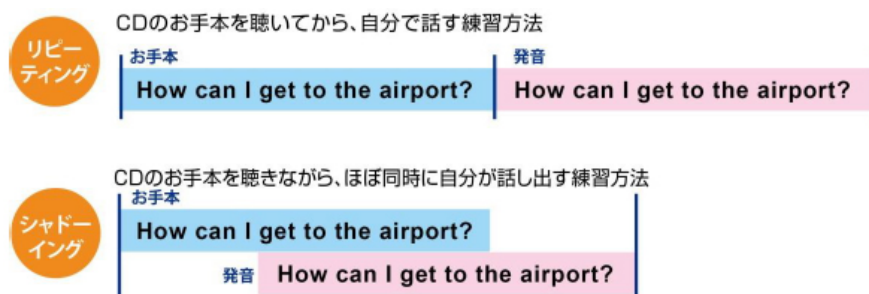 リピー
ティング
CDのお手本を聴いてから、自分で話す練習方法
お手本
発音
How can I get to the airport?
How can I get to the airport?
シャドー
イング
CDのお手本を聴きながら、ほぼ同時に自分が話し出す練習方法
お手本
How can I get to the airport?
発音
How can I get to the airport?